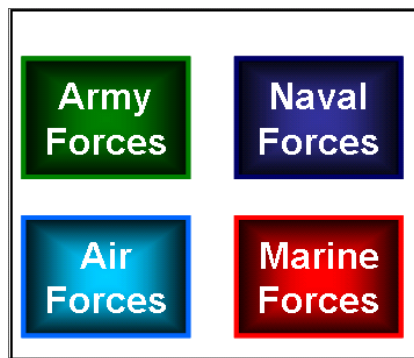 Army
Forces
Naval
Forces
Air
Forces
Marine
Forces